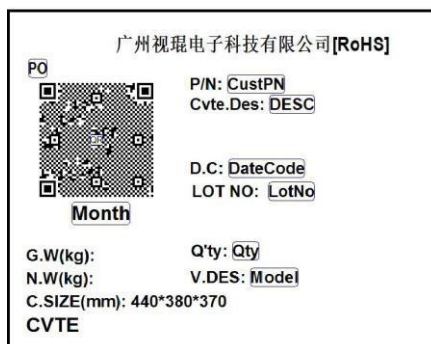 广州视琨电子科技有限公司[RoHS]
PO
P/N: CustPN
Cvte.Des: DESC
D.C: DateCode
LOT NO: LotNo
Month
G.W(kg): Q'ty: Qty
N.W(kg): V.DES: Model
C.SIZE(mm): 440*380*370
CVTE